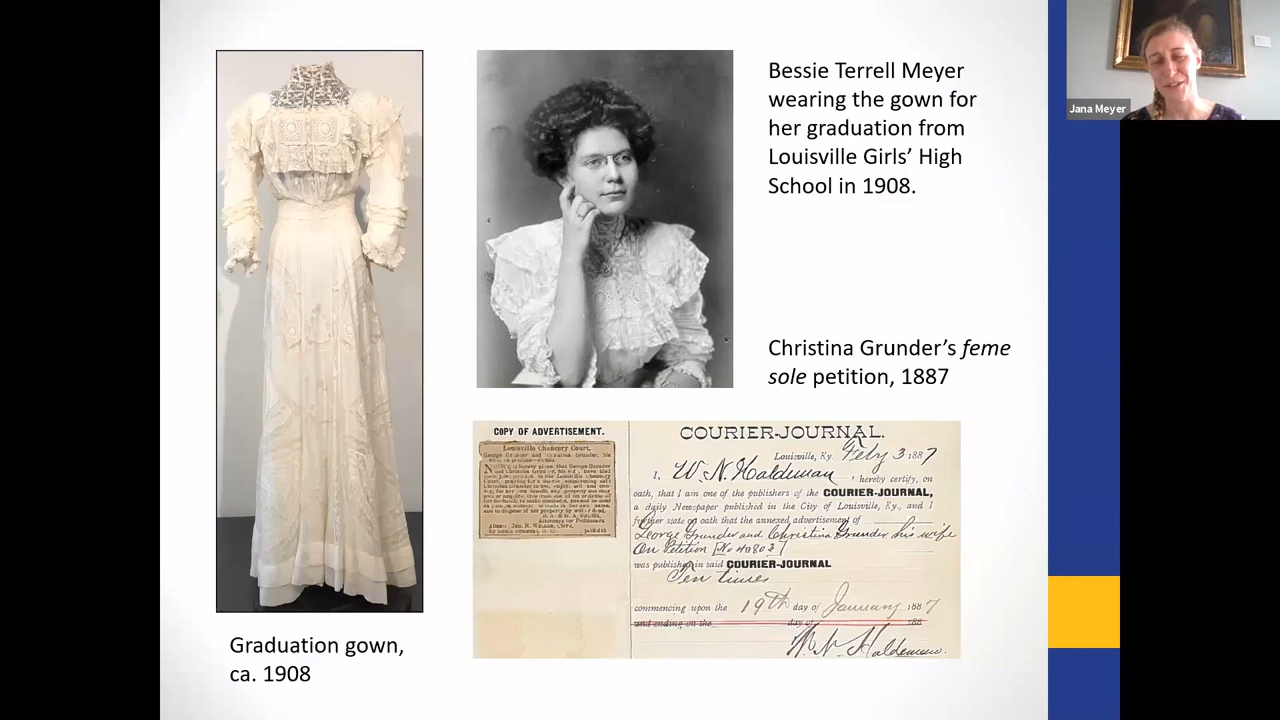 Bessie Terrell Meyer
wearing the gown for
her graduation from
Louisville Girls’ High
School in 1908.
Jana Meyer
Christina Grunder’s feme
sole petition, 1887
COPY OF ADVERTISEMENT.
Louisville Chancery Court.
COURIER-JOURNAL.
Louisville, Ky. Feby 3 1887
I, W. N. Haldeman, hereby certify, on
oath, that I am one of the publishers of the COURIER-JOURNAL,
a daily Newspaper published in the City of Louisville, Ky., and I
further state on oath that the annexed advertisement of
George Grunder and Christina Grunder his wife
On Petition [No 40803]
was published in said COURIER-JOURNAL
Ten times
commencing upon the 19th day of January 1887
and ending on the day of 188
W. N. Haldeman.
Graduation gown,
ca. 1908